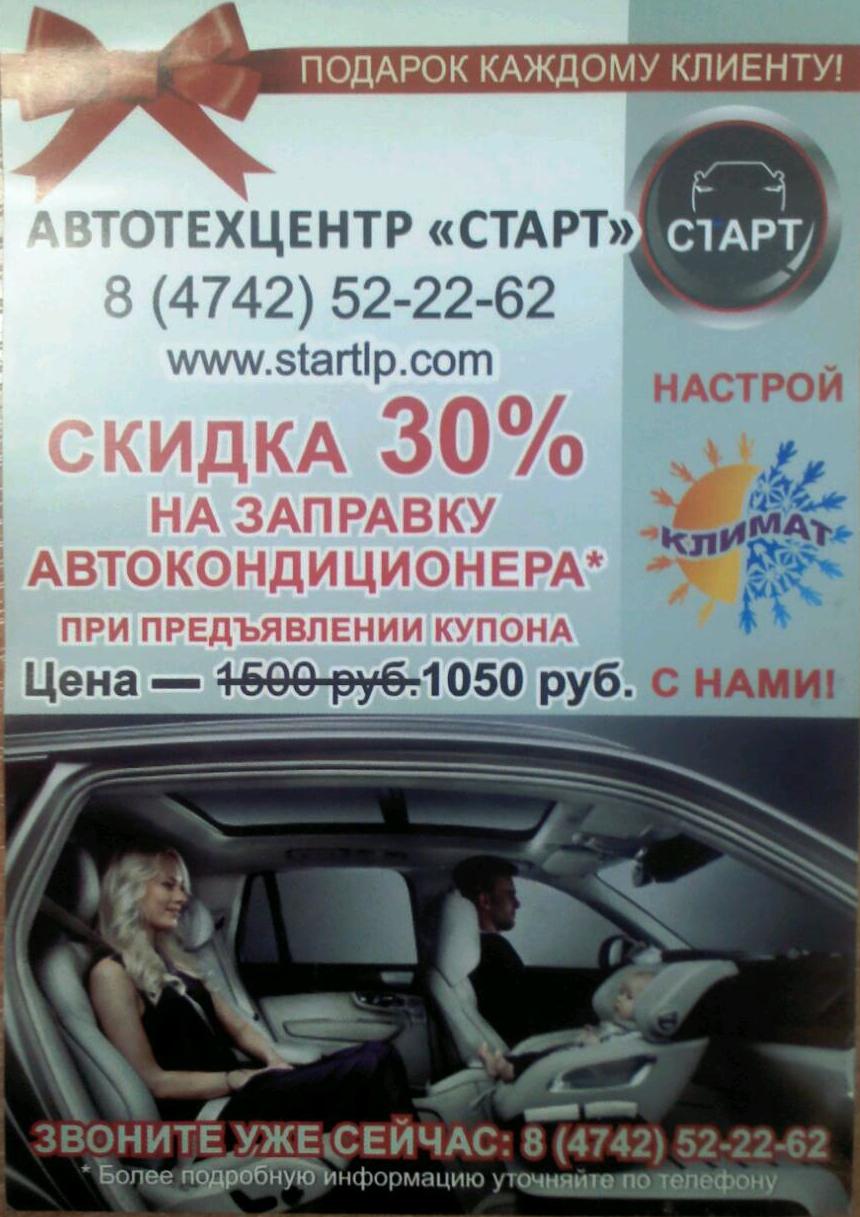 ПОДАРОК КАЖДОМУ КЛИЕНТУ!
АВТОТЕХЦЕНТР «СТАРТ»
СТАРТ
8 (4742) 52-22-62
www.startlp.com
СКИДКА 30%
НА ЗАПРАВКУ
АВТОКОНДИЦИОНЕРА*
ПРИ ПРЕДЪЯВЛЕНИИ КУПОНА
Цена — 1500 руб. 1050 руб.
НАСТРОЙ
КЛИМАТ
С НАМИ!
ЗВОНИТЕ УЖЕ СЕЙЧАС: 8 (4742) 52-22-62
* Более подробную информацию уточняйте по телефону